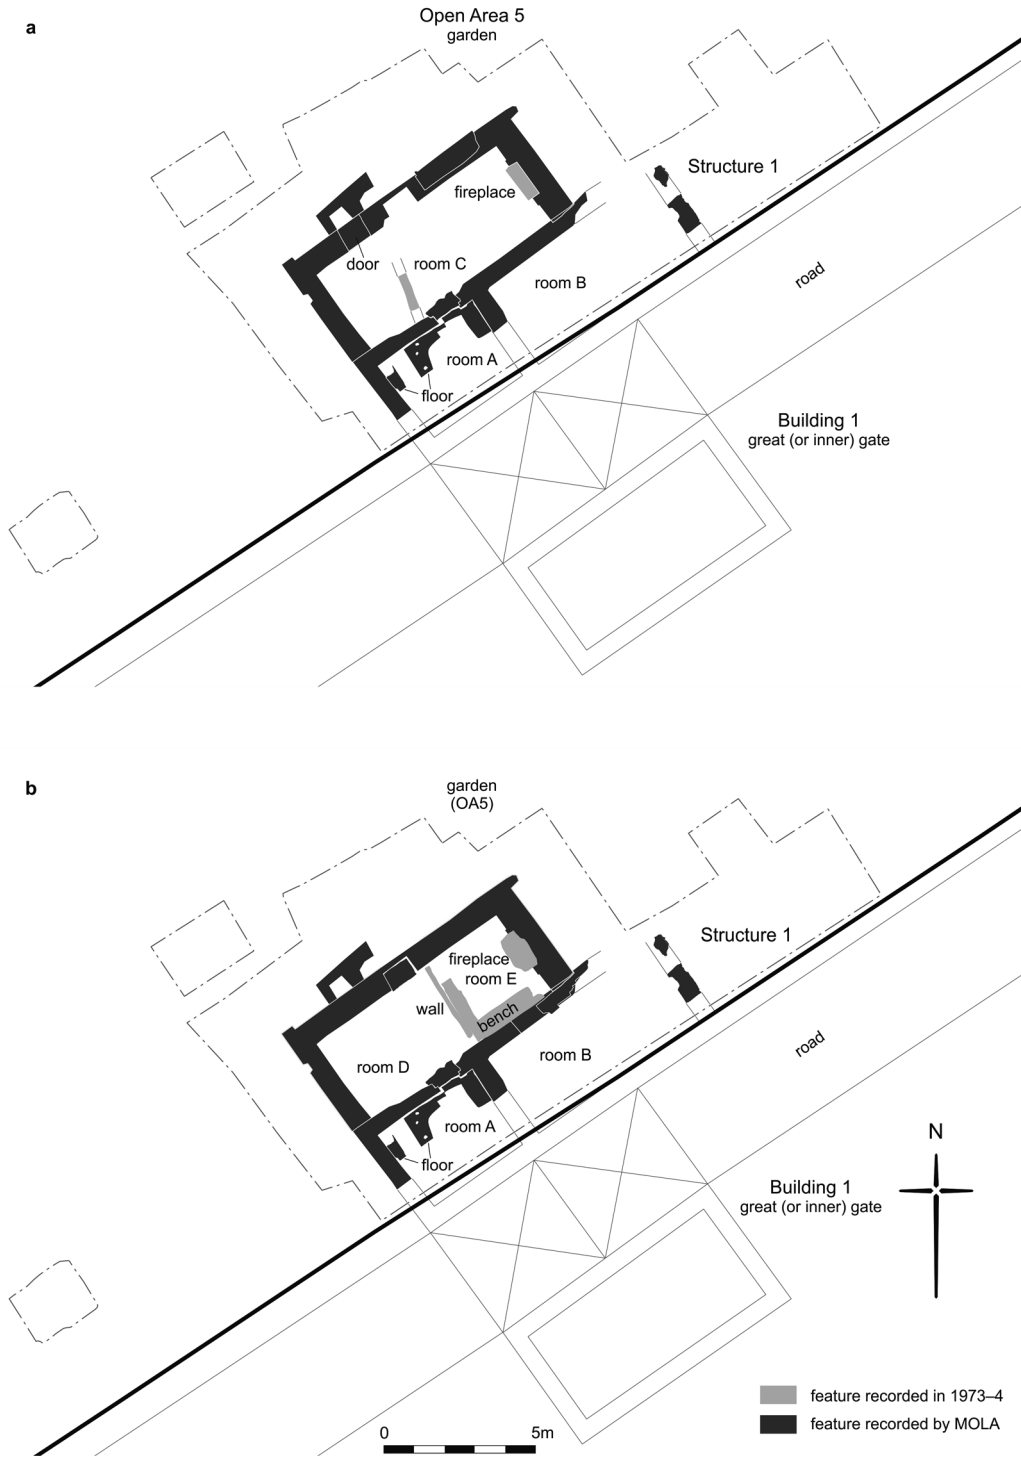 a
Open Area 5
garden
Structure 1
fireplace
door
room C
room B
road
room A
floor
Building 1
great (or inner) gate
b
garden
(OA5)
Structure 1
fireplace
room E
wall
bench
room D
room B
road
room A
floor
N
Building 1
great (or inner) gate
feature recorded in 1973–4
feature recorded by MOLA
0
5m